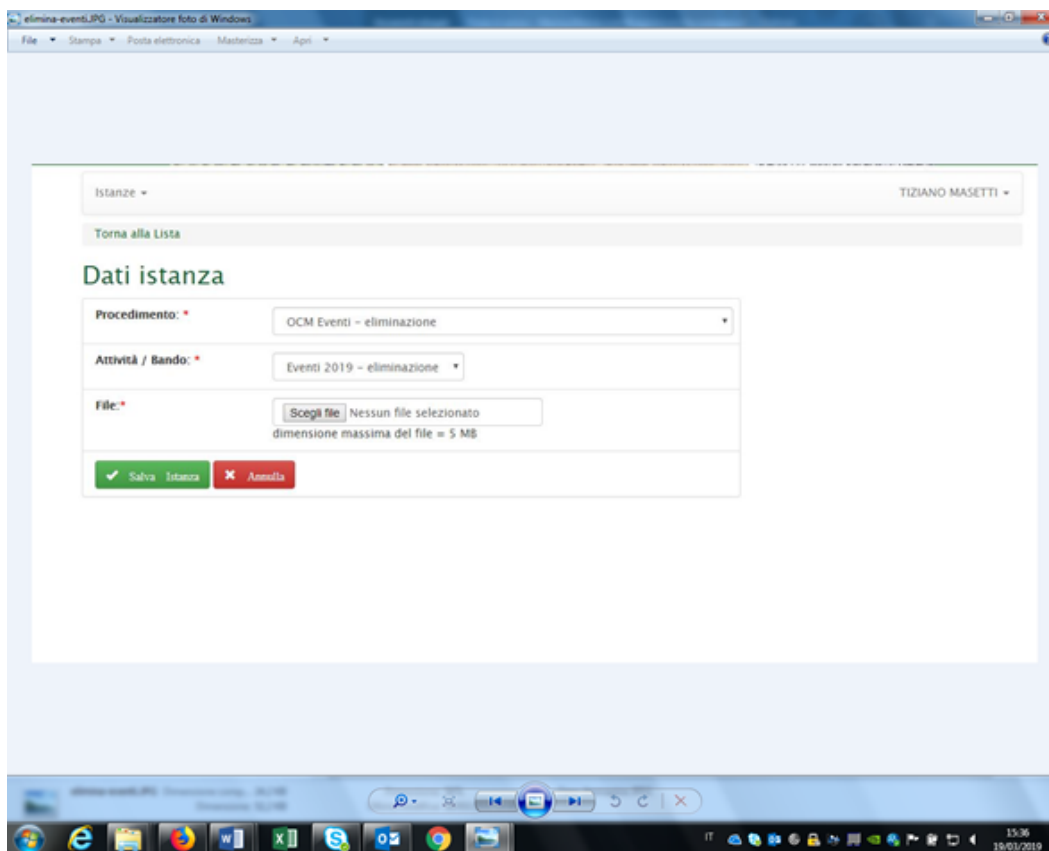 elimina-eventi.JPG - Visualizzatore foto di Windows
File Stampa Posta elettronica Masterizza Apri
Istanze TIZIANO MASETTI
Torna alla Lista
Dati istanza
Procedimento: * OCM Eventi - eliminazione
Attività / Bando: * Eventi 2019 - eliminazione
File:* Scegli file Nessun file selezionato
dimensione massima del file = 5 MB
Salva Istanza Annulla
IT 15:36
19/03/2019